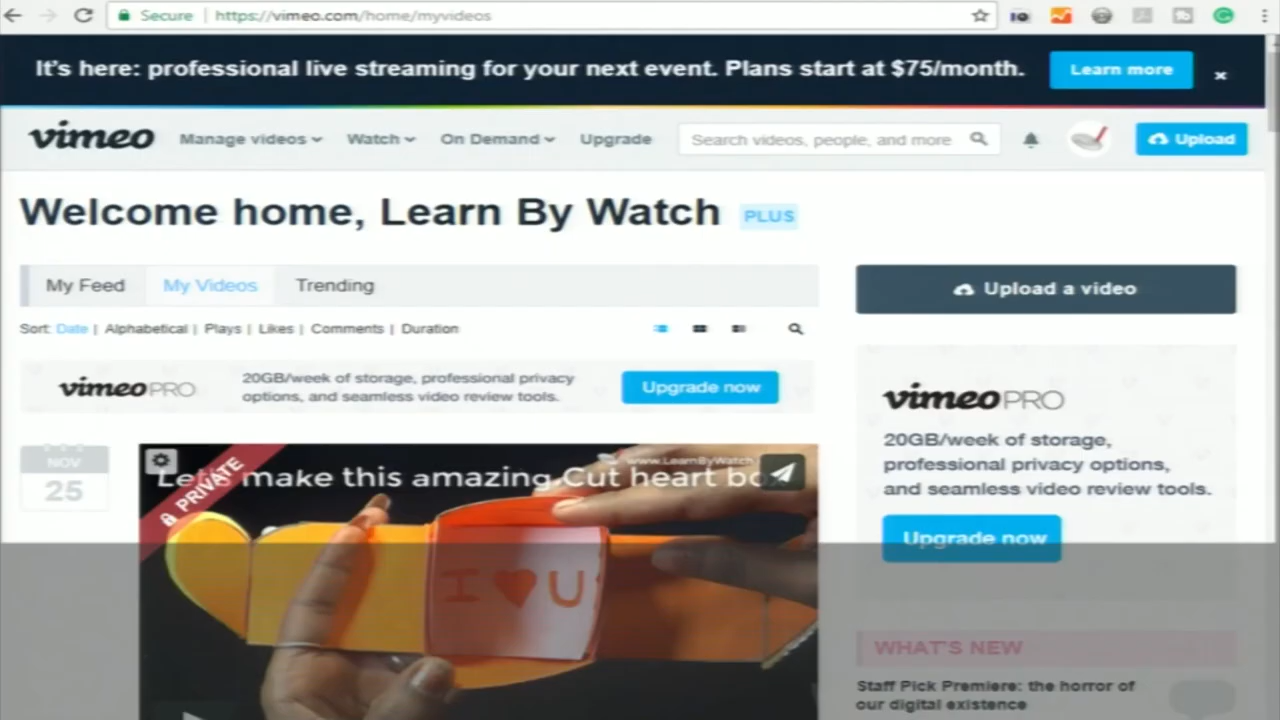 Secure
https://vimeo.com/home/myvideos
It's here: professional live streaming for your next event. Plans start at $75/month.
Learn more
×
vimeo
Manage videos
Watch
On Demand
Upgrade
Search videos, people, and more
Upload
Welcome home, Learn By Watch
PLUS
My Feed
My Videos
Trending
Upload a video
Sort: Date | Alphabetical | Plays | Likes | Comments | Duration
vimeo PRO
20GB/week of storage, professional privacy
options, and seamless video review tools.
Upgrade now
vimeo PRO
20GB/week of storage,
professional privacy options,
and seamless video review tools.
Upgrade now
NOV
25
PRIVATE
www.LearnByWatch
make this amazing Cut heart
I ♥ U
WHAT'S NEW
Staff Pick Premiere: the horror of
our digital existence